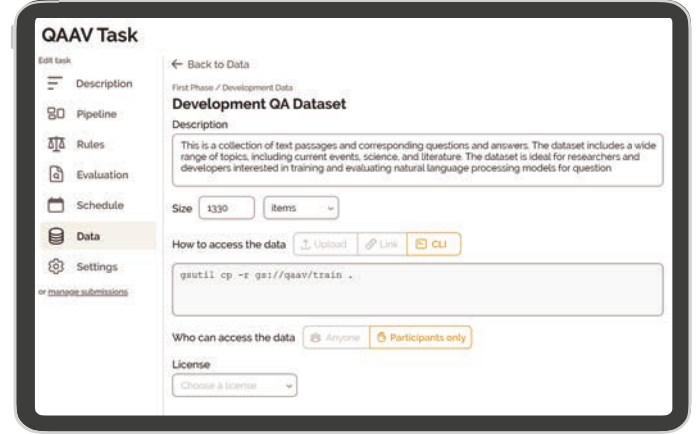 QAAV Task
Edit task
Description
Pipeline
Rules
Evaluation
Schedule
Data
Settings
or manage submissions
← Back to Data
First Phase / Development Data
Development QA Dataset
Description
This is a collection of text passages and corresponding questions and answers. The dataset includes a wide
range of topics, including current events, science, and literature. The dataset is ideal for researchers and
developers interested in training and evaluating natural language processing models for question
Size 1330 items
How to access the data Upload Link CLI
gsutil cp -r gs://qaav/train .
Who can access the data Anyone Participants only
License
Choose a license